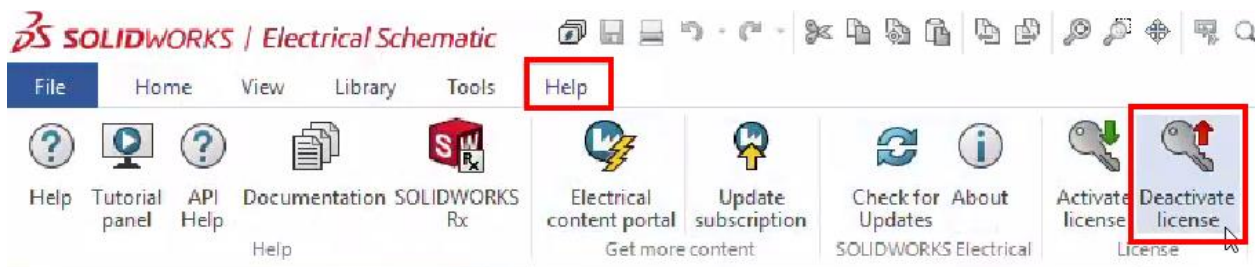 SOLIDWORKS | Electrical Schematic
File Home View Library Tools Help
Help Tutorial panel API Help Documentation SOLIDWORKS Rx Electrical content portal Update subscription Check for Updates About Activate license Deactivate license
Help Get more content SOLIDWORKS Electrical License